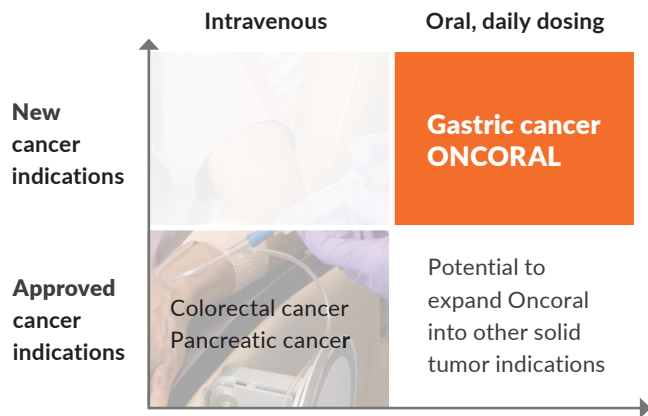 Intravenous
Oral, daily dosing
New
cancer
indications
Gastric cancer
ONCORAL
Approved
cancer
indications
Colorectal cancer
Pancreatic cancer
Potential to
expand Oncoral
into other solid
tumor indications